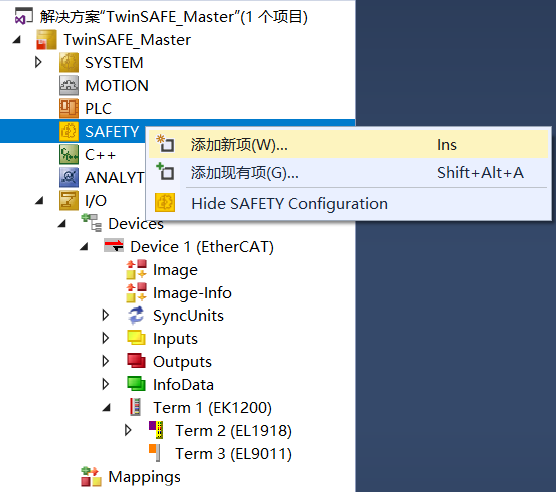 解决方案"TwinSAFE_Master"(1 个项目)
TwinSAFE_Master
SYSTEM
MOTION
PLC
SAFETY
添加新项(W)... Ins
C++
添加现有项(G)... Shift+Alt+A
ANALYT
Hide SAFETY Configuration
I/O
Devices
Device 1 (EtherCAT)
Image
Image-Info
SyncUnits
Inputs
Outputs
InfoData
Term 1 (EK1200)
Term 2 (EL1918)
Term 3 (EL9011)
Mappings